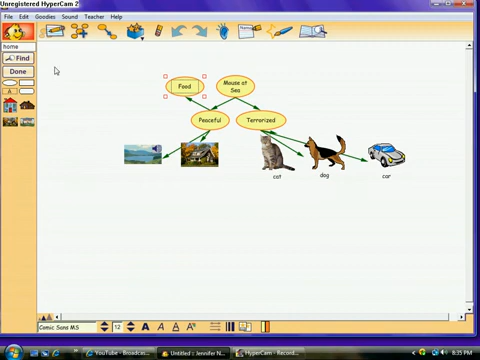 Unregistered HyperCam 2
File Edit Goodies Sound Teacher Help
home
Find
Done
A
Food
Mouse at
Sea
Peaceful
Terrorized
cat
dog
car
Comic Sans MS
12
A A A A
YouTube - Broadcas...
Untitled :: Jennifer N...
HyperCam - Record...
8:35 PM